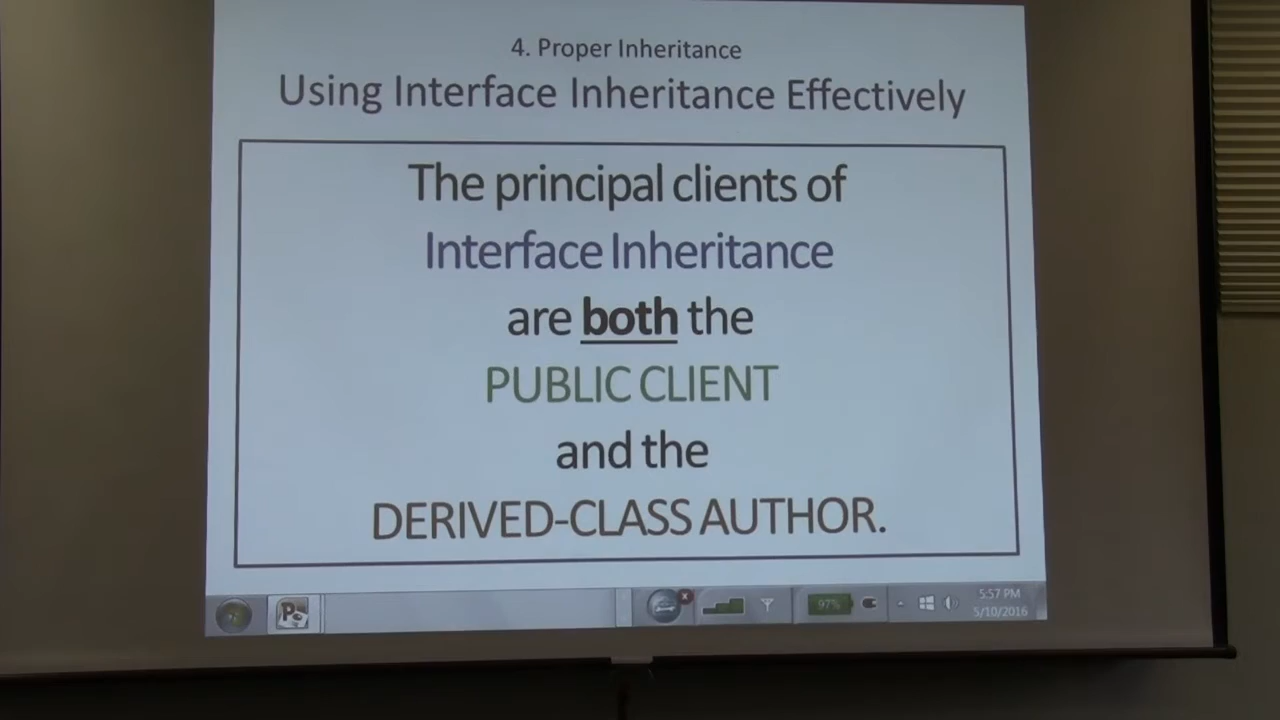 4. Proper Inheritance
Using Interface Inheritance Effectively
The principal clients of
Interface Inheritance
are both the
PUBLIC CLIENT
and the
DERIVED-CLASS AUTHOR.
97%
5:57 PM
5/10/2016